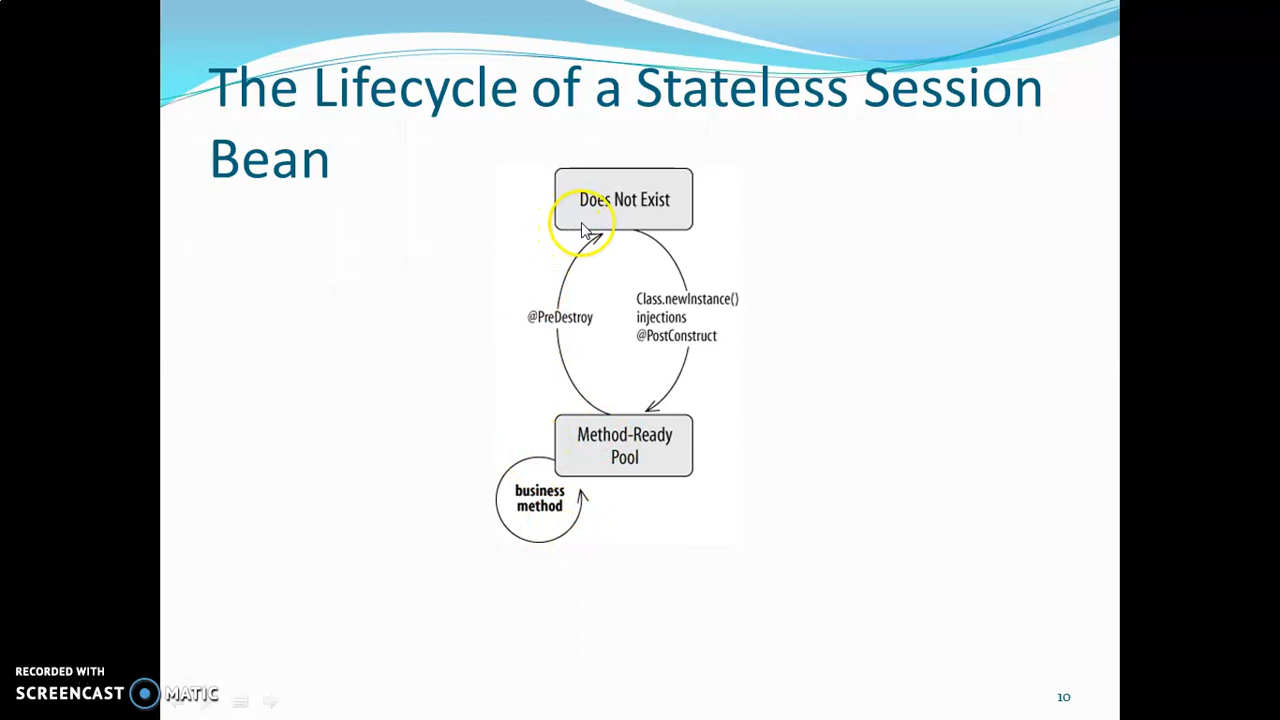 The Lifecycle of a Stateless Session
Bean
Does Not Exist
@PreDestroy
Class.newInstance()
injections
@PostConstruct
Method-Ready
Pool
business
method
RECORDED WITH
SCREENCAST MATIC
10